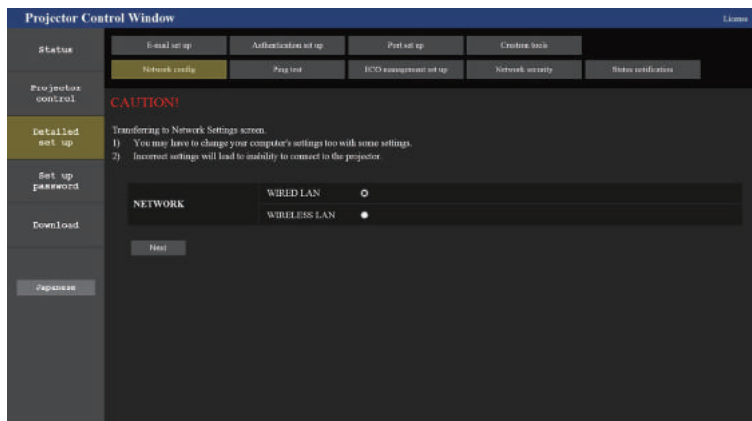 Projector Control Window
License
Status
Projector
control
Detailed
set up
Set up
password
Download
Japanese
E-mail set up
Authentication set up
Port set up
Crestron tools
Network config
Ping test
ECO management set up
Network security
Status notification
CAUTION!
Transferring to Network Settings screen.
1) You may have to change your computer's settings too with some settings.
2) Incorrect settings will lead to inability to connect to the projector.
NETWORK
WIRED LAN
WIRELESS LAN
Next